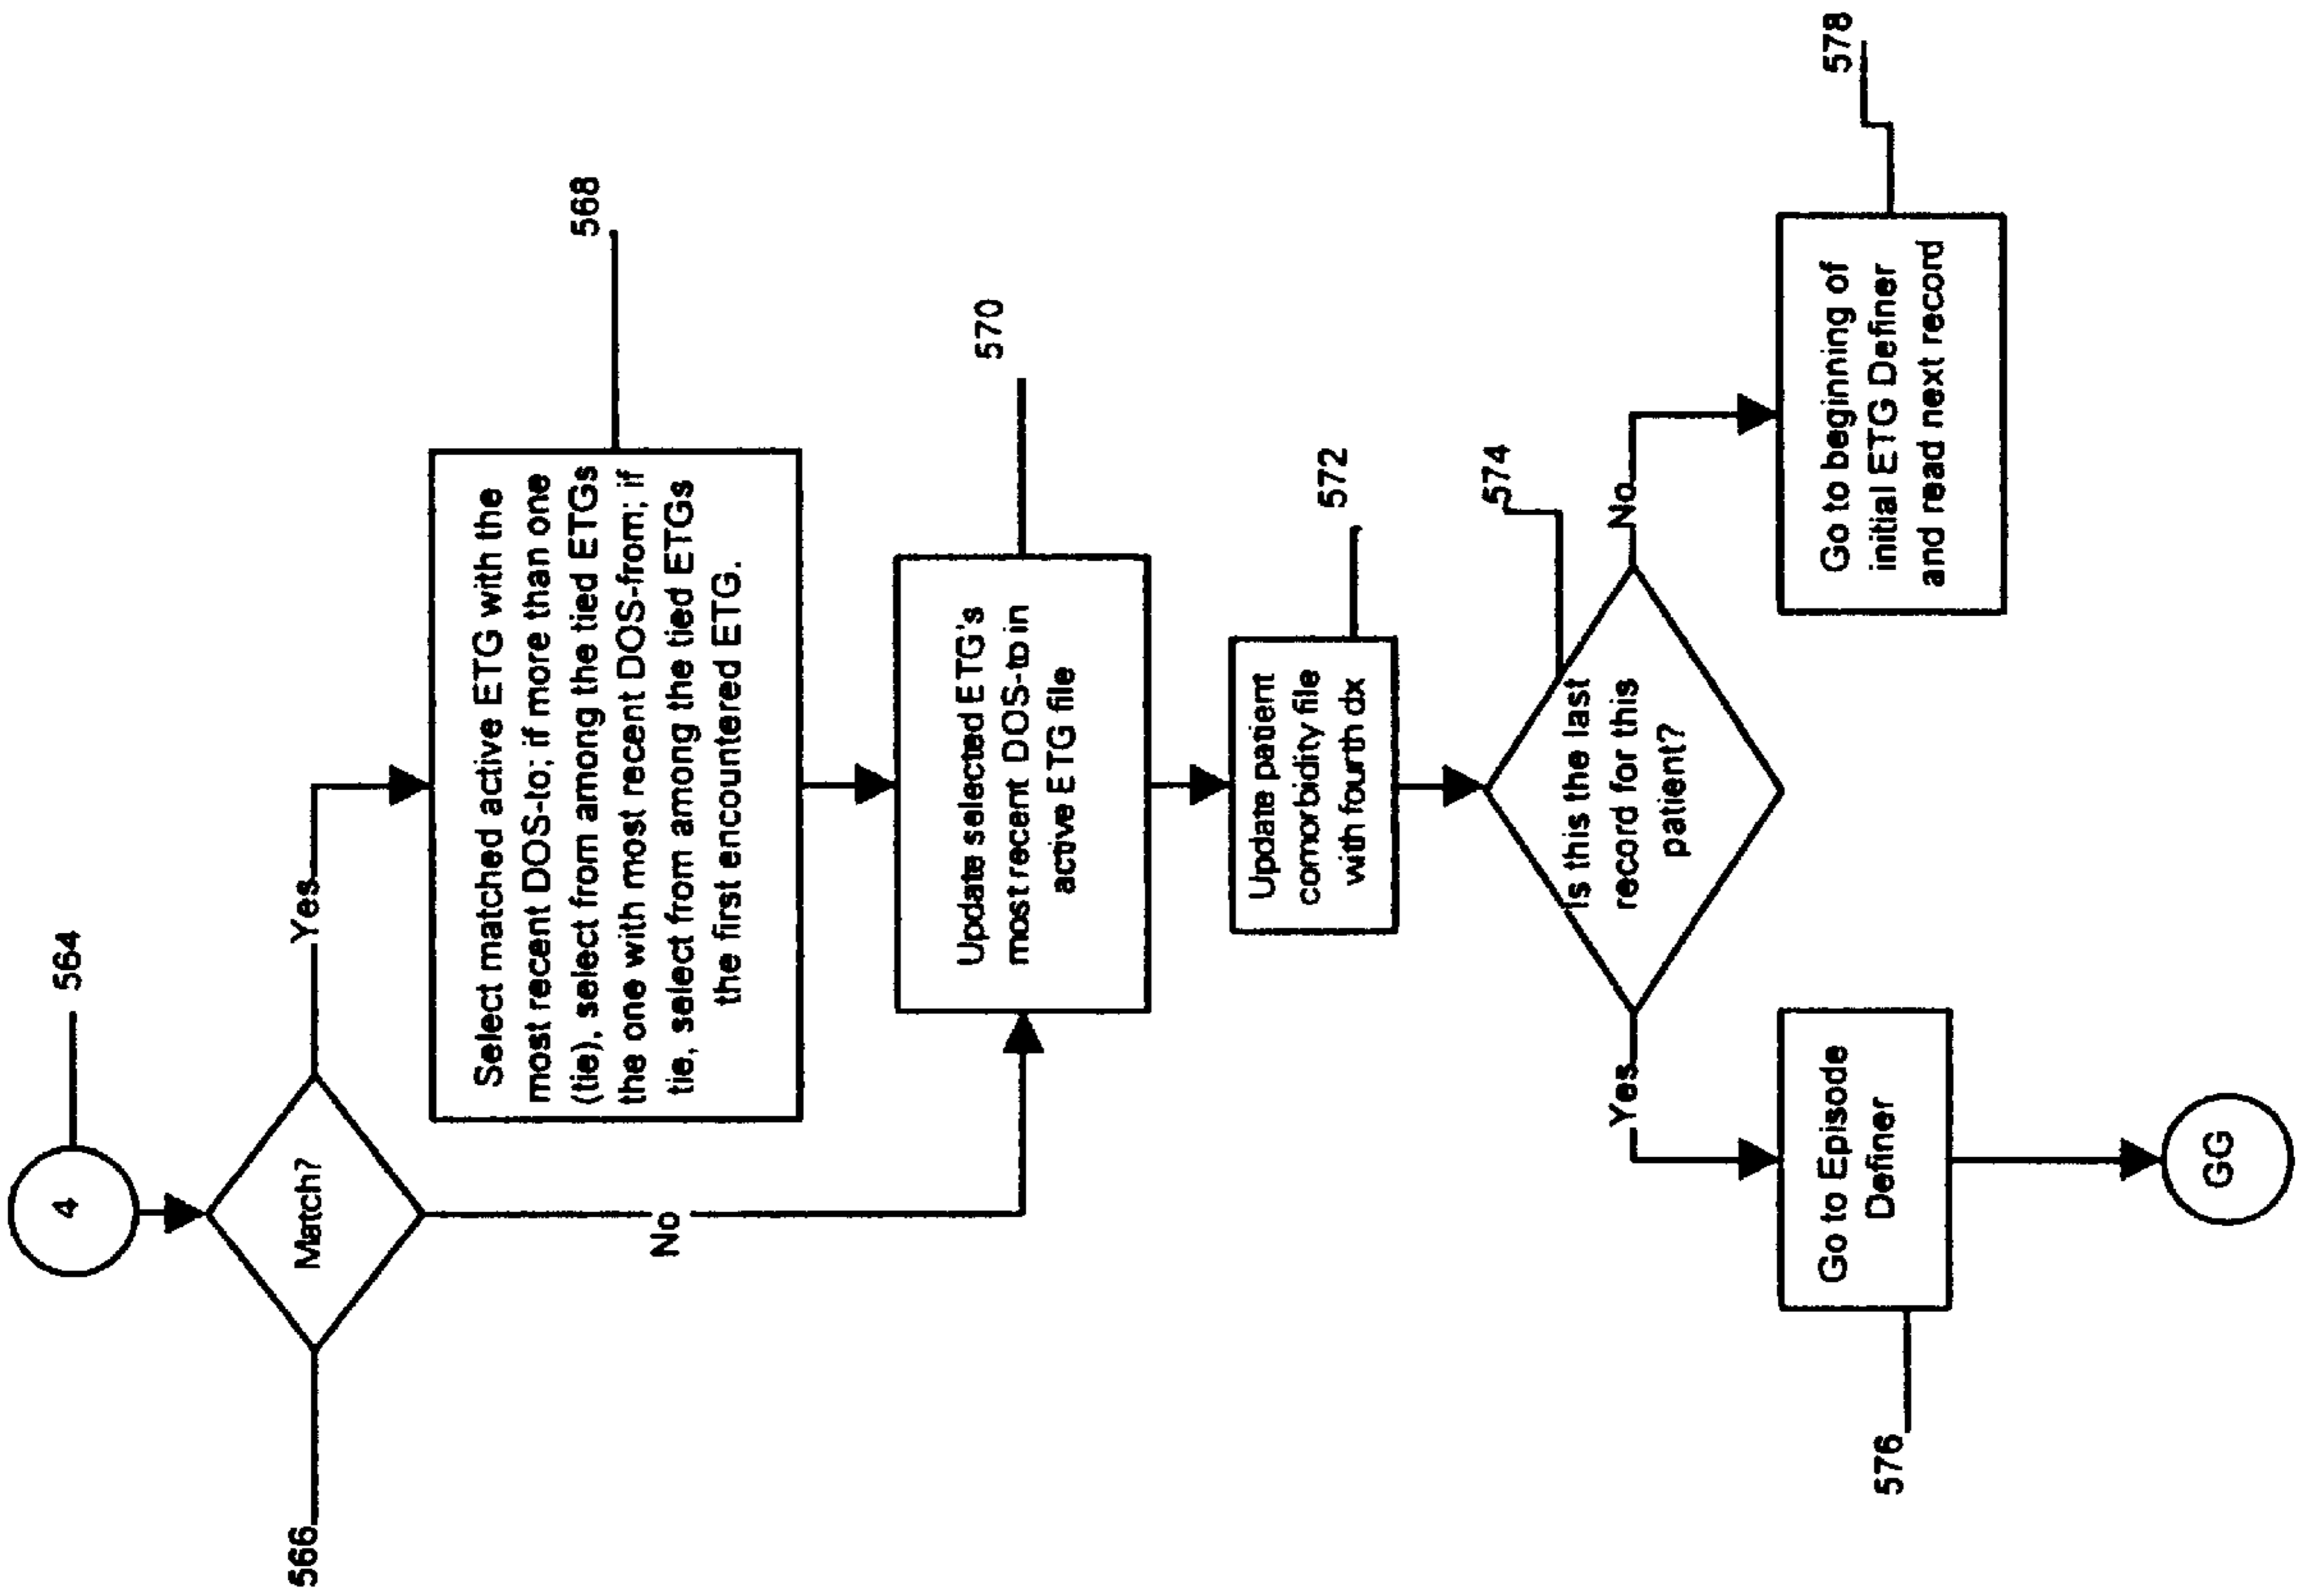 4
564
Match?
566
Yes
No
Select matched active ETG with the
most recent DOS-to; if more than one
(tie), select from among the tied ETGs
the one with most recent DOS-from; if
tie, select from among the tied ETGs
the first encountered ETG.
568
Update selected ETG's
most recent DOS-to in
active ETG file
570
Update patient
comorbidity file
with fourth dx
572
Is this the last
record for this
patient?
574
Yes
No
Go to Episode
Definer
576
Go to beginning of
initial ETG Definer
and read next record
578
GG